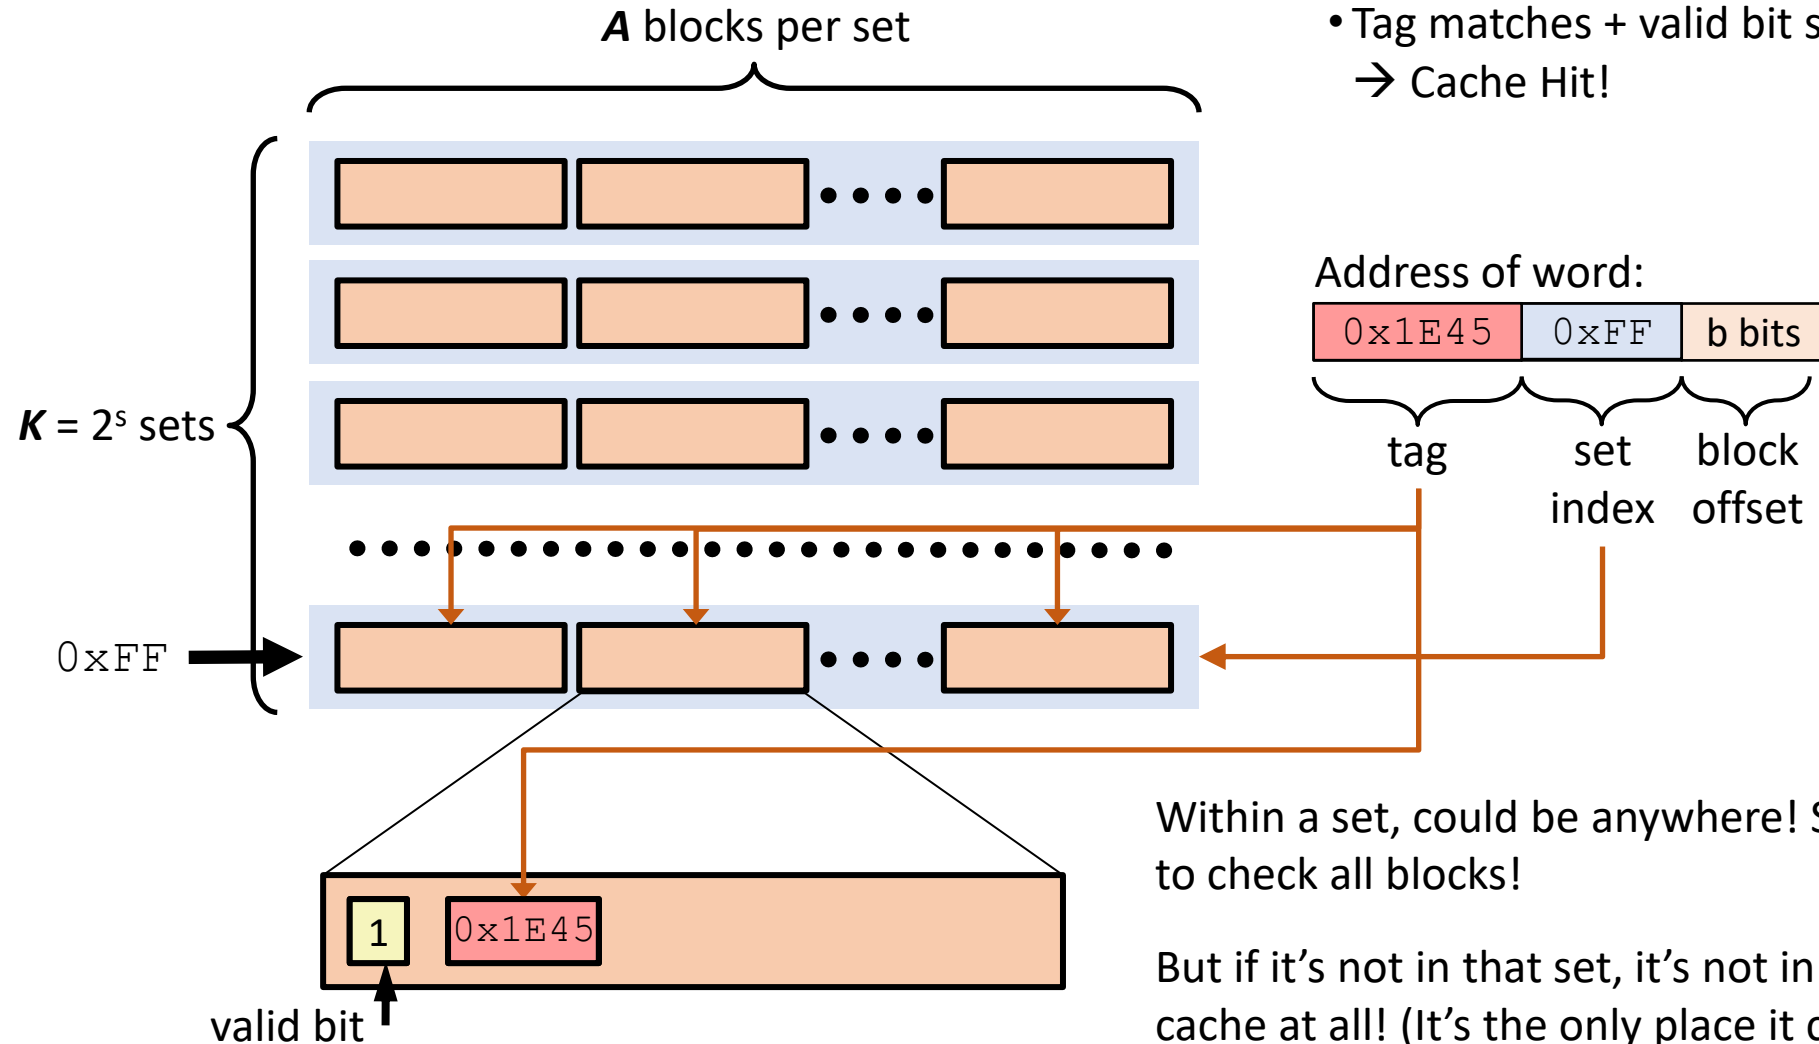 A blocks per set
• Tag matches + valid bit
→ Cache Hit!
Address of word:
0x1E45 0xFF b bits
tag set block
index offset
K = 2ˢ sets
0xFF
Within a set, could be anywhere!
to check all blocks!
1 0x1E45
But if it’s not in that set, it’s not in
cache at all! (It’s the only place it
valid bit